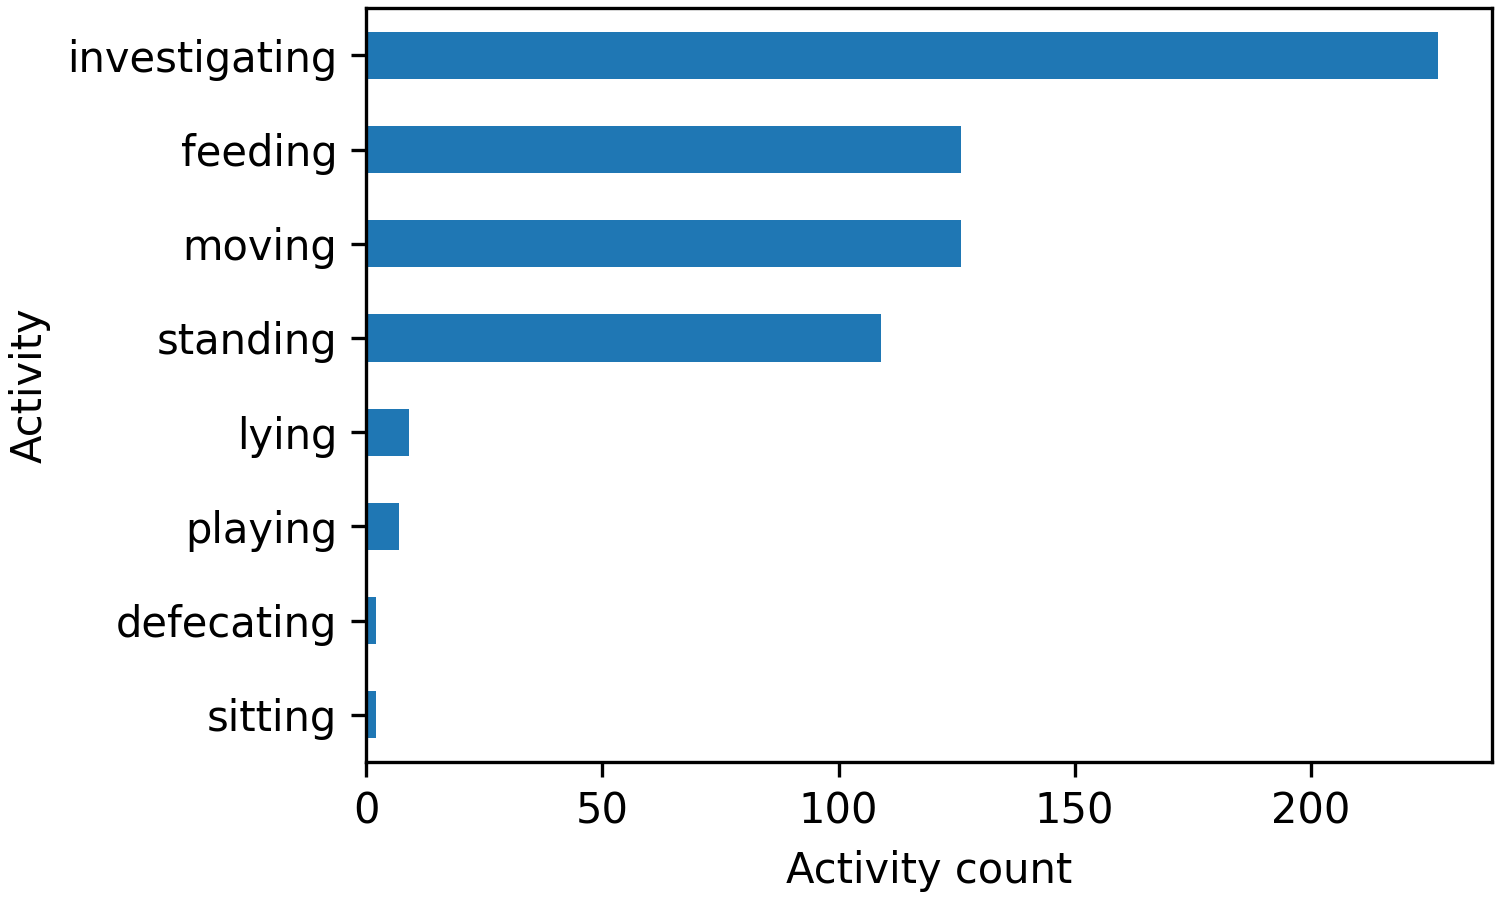 investigating
feeding
moving
standing
lying
playing
defecating
sitting
Activity
0 50 100 150 200
Activity count